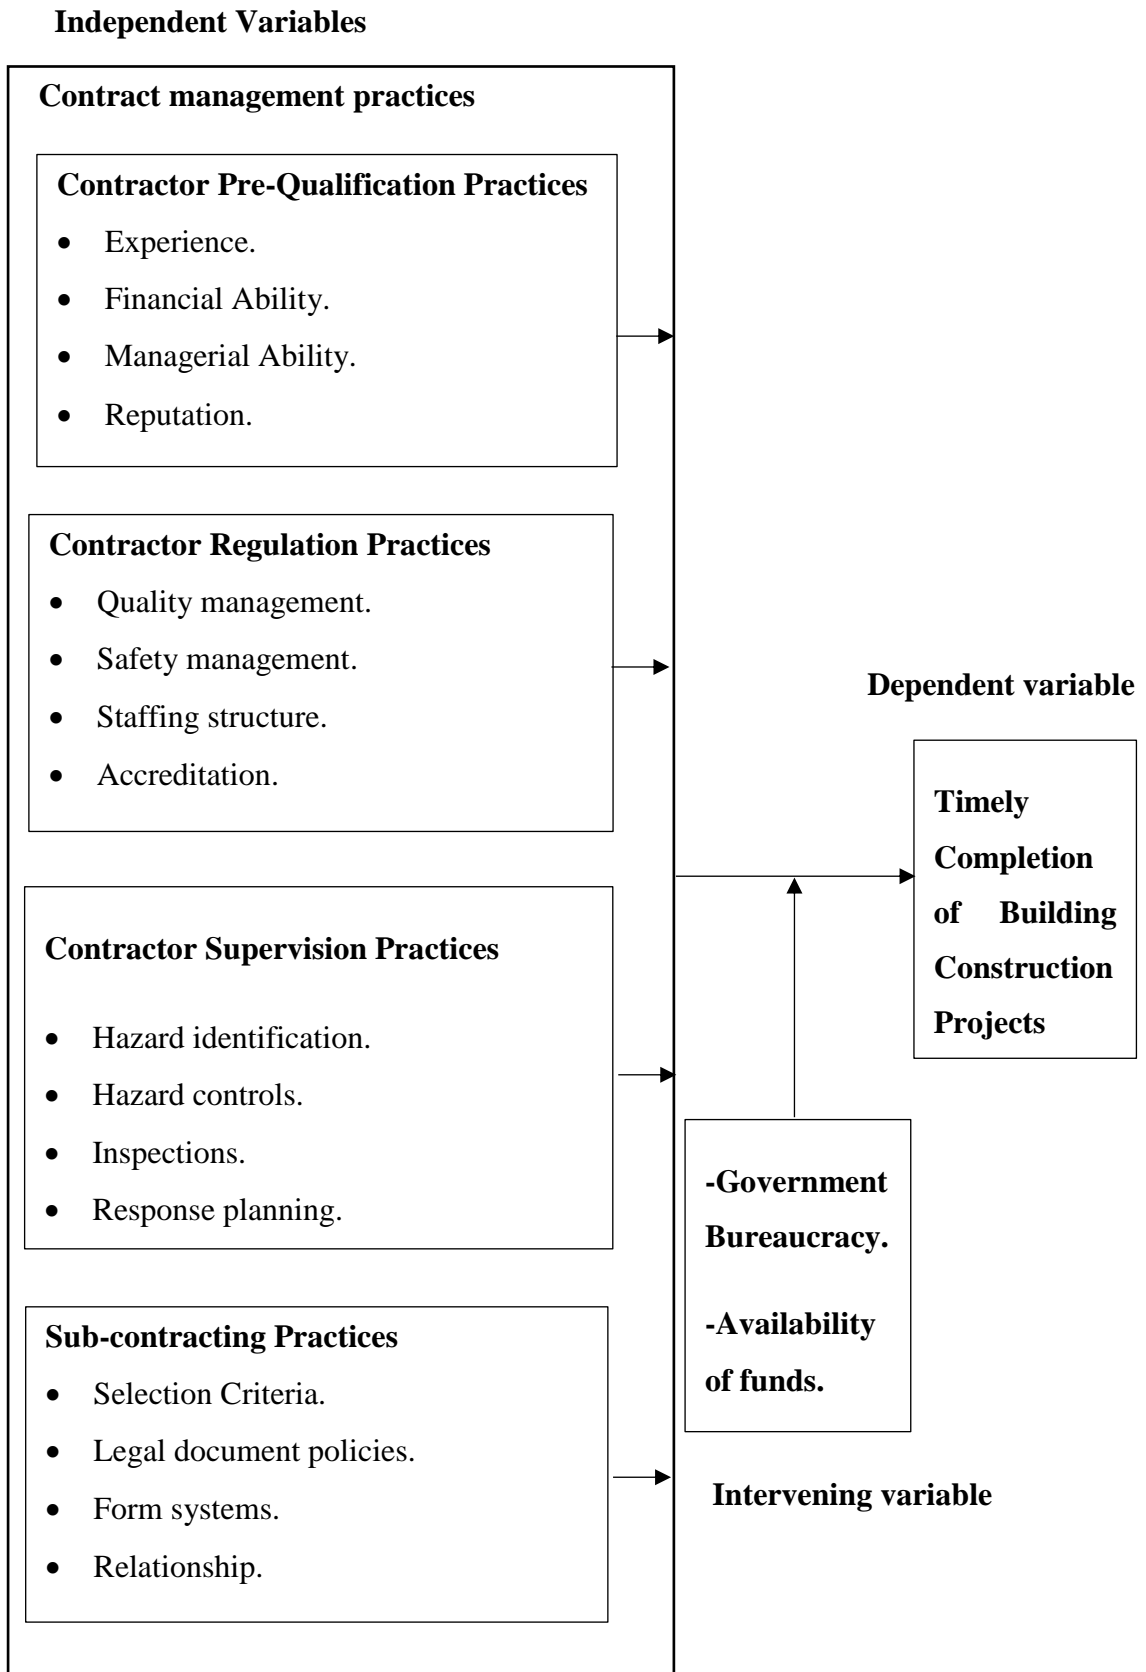 Independent Variables
Contract management practices
Contractor Pre-Qualification Practices
• Experience.
• Financial Ability.
• Managerial Ability.
• Reputation.
Contractor Regulation Practices
• Quality management.
• Safety management.
• Staffing structure.
• Accreditation.
Contractor Supervision Practices
• Hazard identification.
• Hazard controls.
• Inspections.
• Response planning.
Sub-contracting Practices
• Selection Criteria.
• Legal document policies.
• Form systems.
• Relationship.
Dependent variable
Timely
Completion
of Building
Construction
Projects
-Government
Bureaucracy.
-Availability
of funds.
Intervening variable